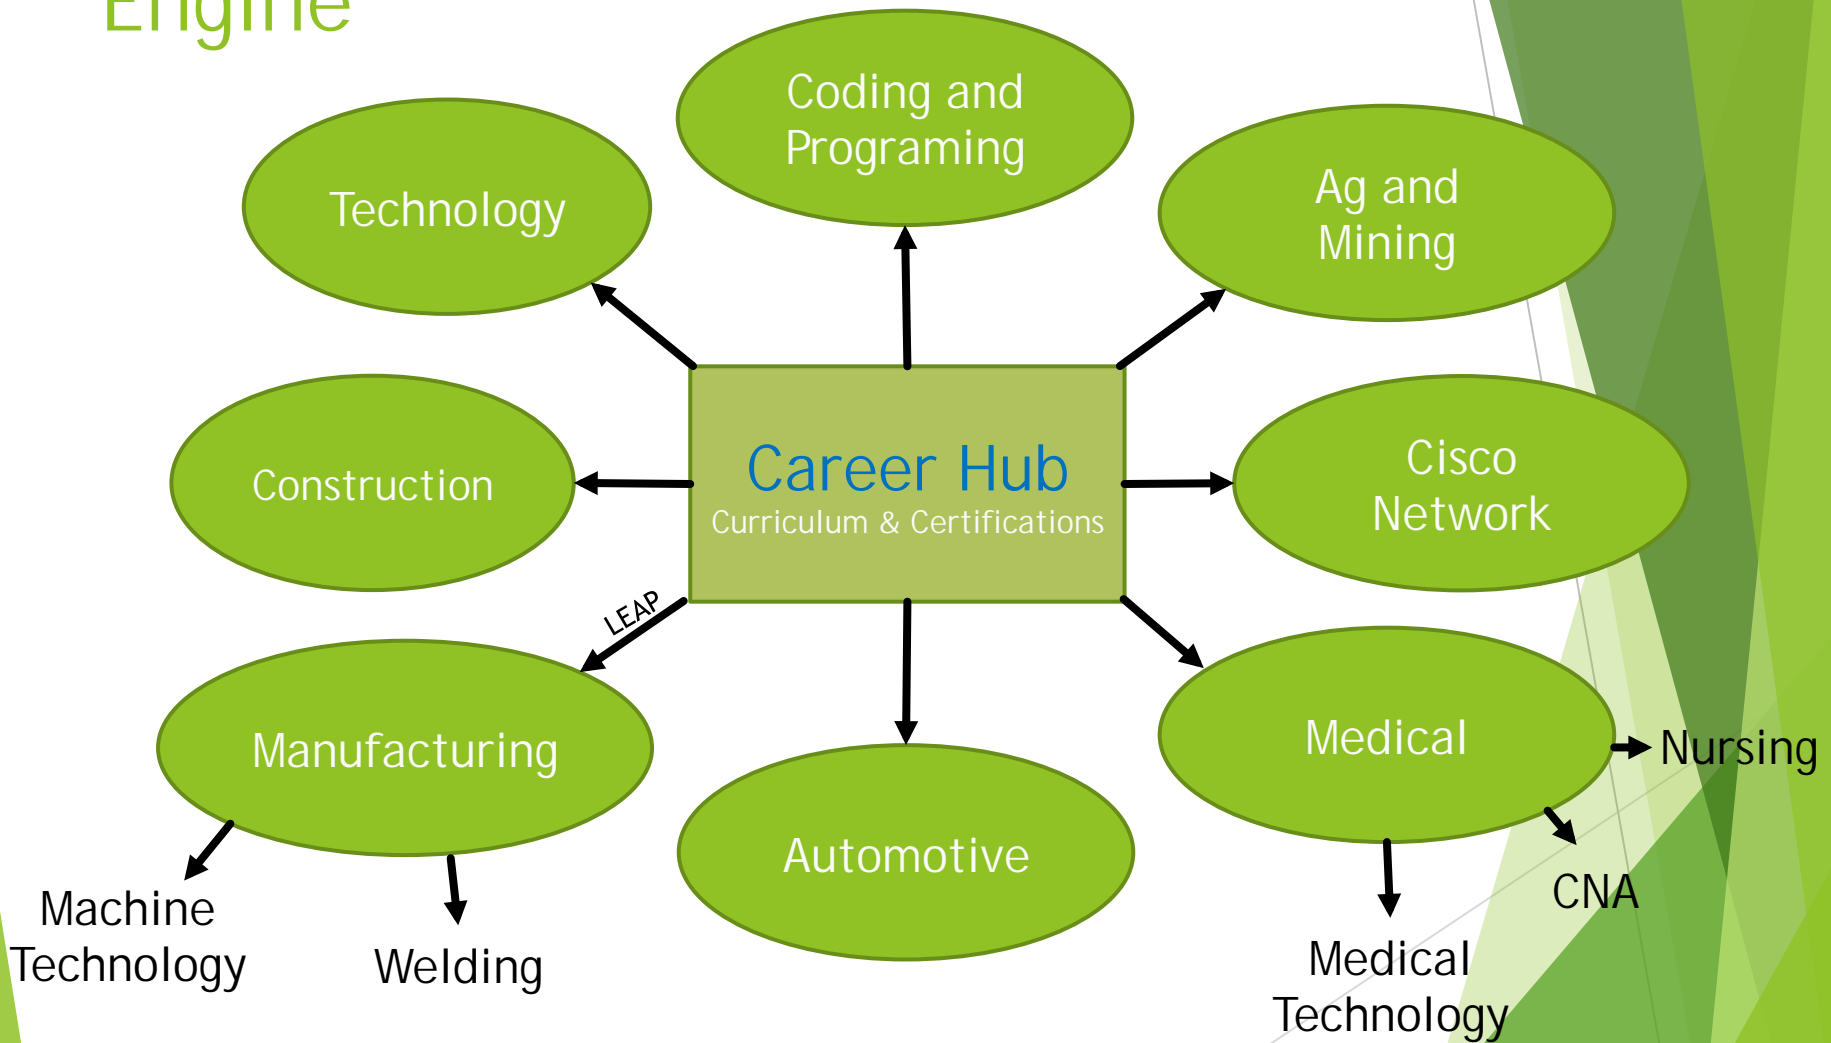 Engine
Coding and
Programing
Technology
Ag and
Mining
Career Hub
Curriculum & Certifications
Construction
Cisco
Network
LEAP
Manufacturing
Medical
Nursing
Automotive
CNA
Machine
Technology
Welding
Medical
Technology